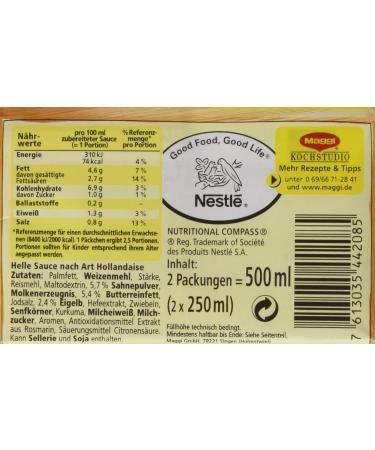 Nähr-
werte
pro 100 ml
zubereiteter Sauce
(= 1 Portion)
% Referenz-
menge* pro
Portion
Energie 310 kJ
74 kcal 4 %
Fett 4,6 g 7 %
davon gesättigte
Fettsäuren 2,7 g 14 %
Kohlenhydrate 6,9 g 3 %
davon Zucker 1,0 g 1 %
Ballaststoffe 0,2 g –
Eiweiß 1,3 g 3 %
Salz 0,8 g 13 %
*Referenzmenge für einen durchschnittlichen Erwachse-
nen (8400 kJ/2000 kcal). 1 Päckchen ergibt 2,5 Portionen.
Portionen sollten für Kinder entsprechend ihrem Alter
angepasst werden.
Helle Sauce nach Art Hollandaise
Zutaten: Palmfett, Weizenmehl, Stärke,
Reismehl, Maltodextrin, 5,7 % Sahnepulver,
Molkenerzeugnis, 5,4 % Butterreinfett,
Jodsalz, 2,4 % Eigelb, Hefeextrakt, Zwiebeln,
Senfkörner, Kurkuma, Milcheiweiß, Milch-
zucker, Aromen, Antioxidationsmittel Extrakt
aus Rosmarin, Säuerungsmittel Citronensäure.
Kann Sellerie und Soja enthalten.
Good Food, Good Life®
Nestlé®
NUTRITIONAL COMPASS®
® Reg. Trademark of Société
des Produits Nestlé S.A.
Inhalt:
2 Packungen = 500 ml
(2 x 250 ml)
Füllhöhe technisch bedingt.
Mindestens haltbar bis Ende: Siehe Seitenteil.
Maggi GmbH, 78221 Singen (Hohentwiel)
Maggi
KOCHSTUDIO
Mehr Rezepte & Tipps
unter 0 69/66 71-28 41
und www.maggi.de
7 613035 442085